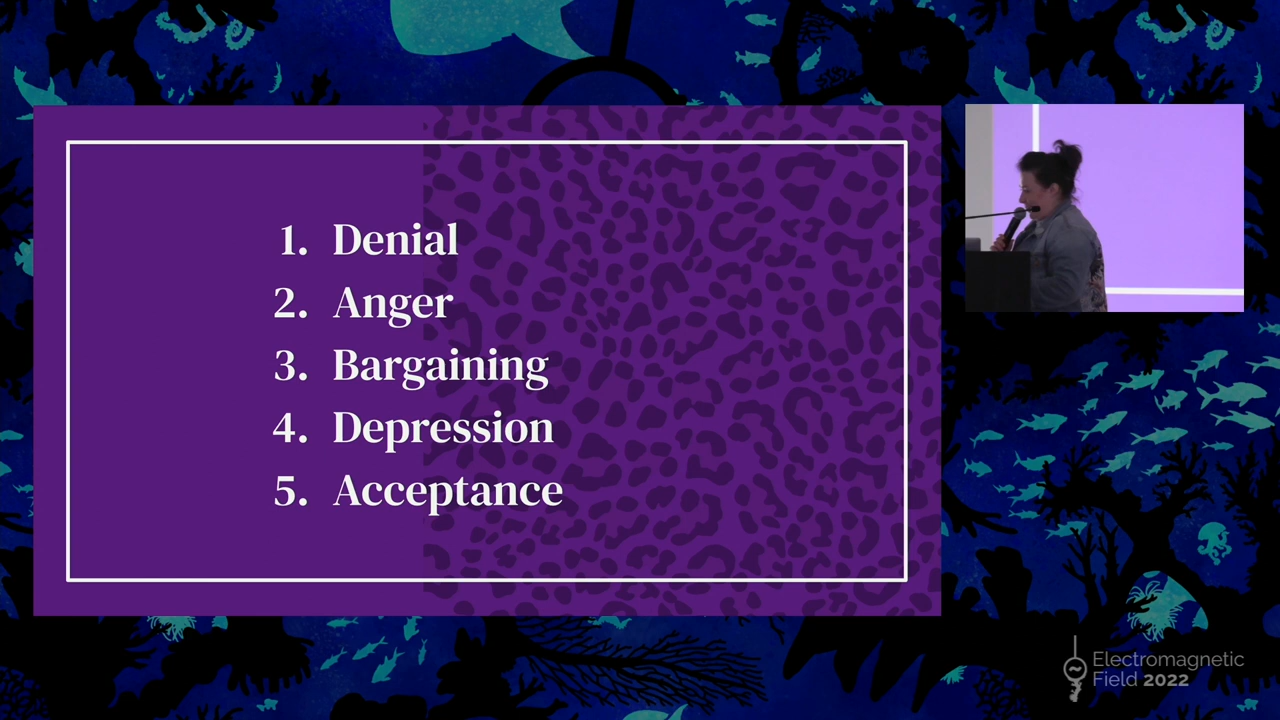 1. Denial
2. Anger
3. Bargaining
4. Depression
5. Acceptance
Electromagnetic
Field 2022